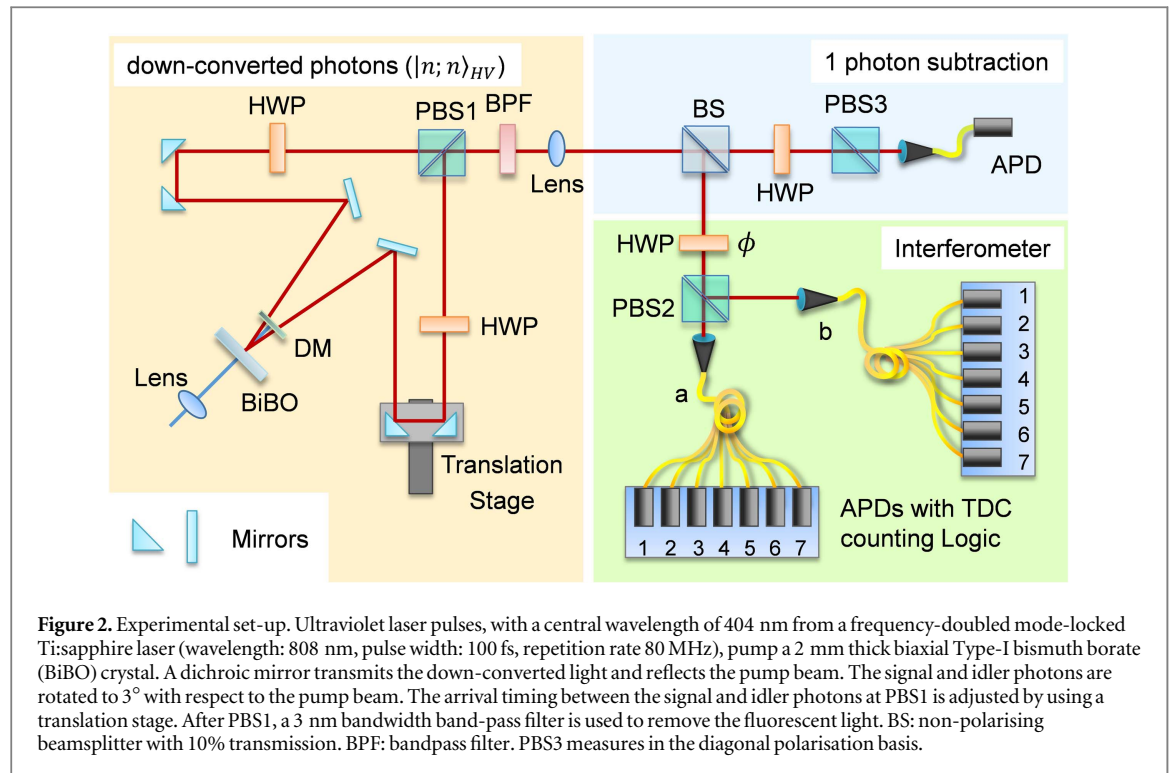 down-converted photons (|n; n⟩HV)
HWP
PBS1
BPF
Lens
DM
Lens
BiBO
HWP
Translation
Stage
Mirrors
1 photon subtraction
BS
PBS3
HWP
APD
Interferometer
HWP
ϕ
PBS2
b
a
1
2
3
4
5
6
7
1 2 3 4 5 6 7
APDs with TDC
counting Logic
Figure 2. Experimental set-up. Ultraviolet laser pulses, with a central wavelength of 404 nm from a frequency-doubled mode-locked
Ti:sapphire laser (wavelength: 808 nm, pulse width: 100 fs, repetition rate 80 MHz), pump a 2 mm thick biaxial Type-I bismuth borate
(BiBO) crystal. A dichroic mirror transmits the down-converted light and reflects the pump beam. The signal and idler photons are
rotated to 3° with respect to the pump beam. The arrival timing between the signal and idler photons at PBS1 is adjusted by using a
translation stage. After PBS1, a 3 nm bandwidth band-pass filter is used to remove the fluorescent light. BS: non-polarising
beamsplitter with 10% transmission. BPF: bandpass filter. PBS3 measures in the diagonal polarisation basis.